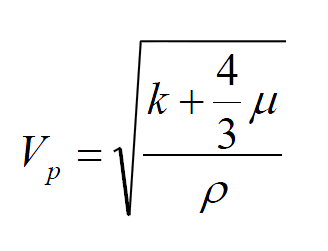 V_p = √((k + 4/3 μ) / ρ)